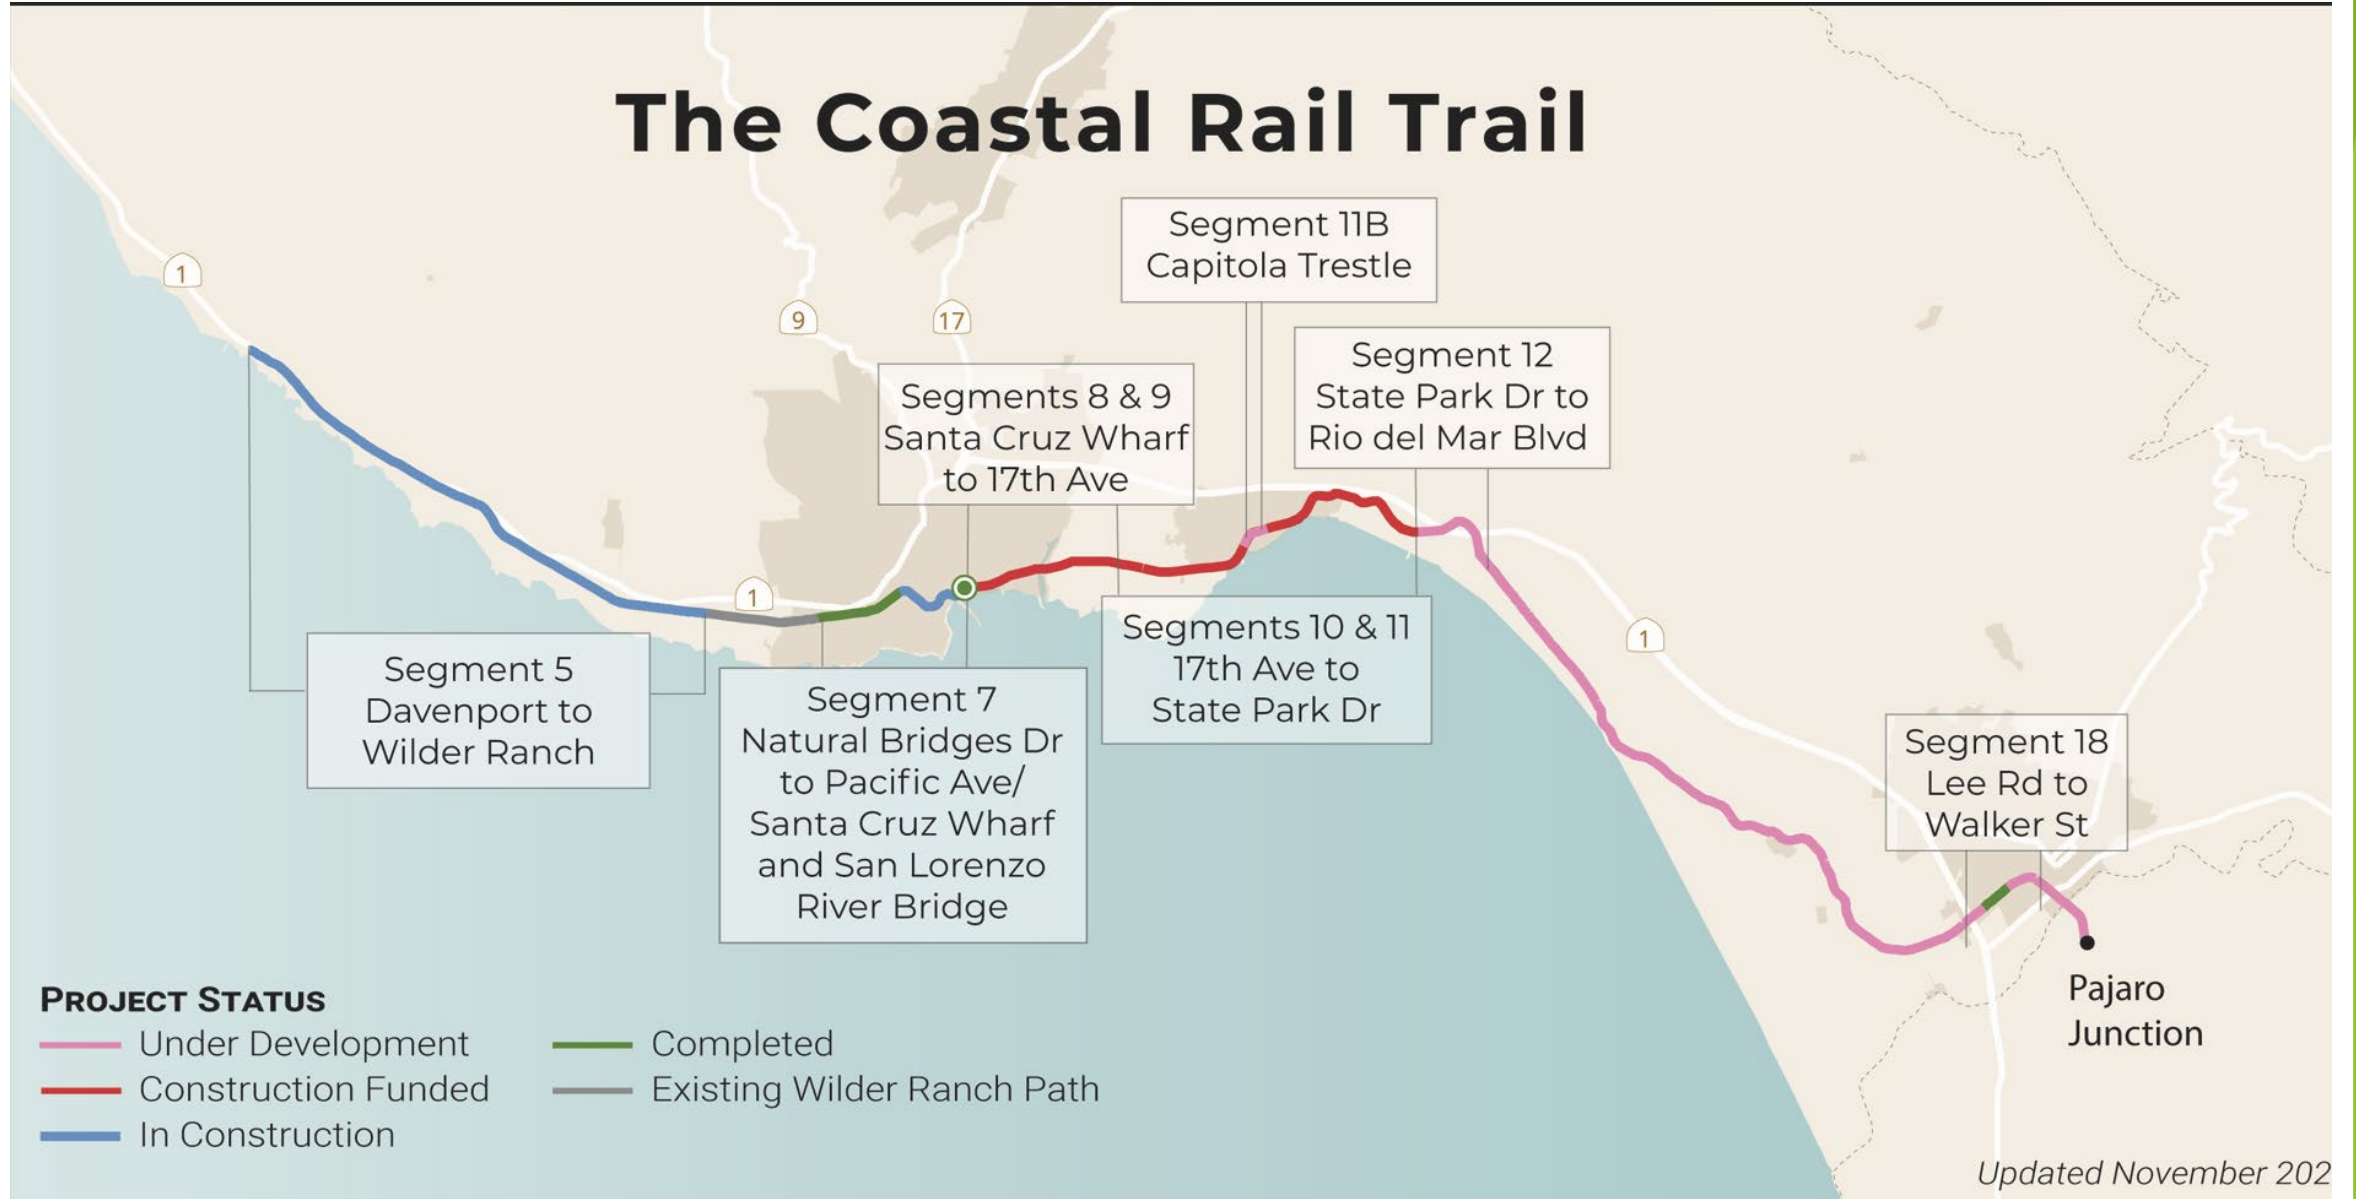 The Coastal Rail Trail
Segment 11B
Capitola Trestle
1
9
17
Segment 12
State Park Dr to
Rio del Mar Blvd
Segments 8 & 9
Santa Cruz Wharf
to 17th Ave
1
1
Segments 10 & 11
17th Ave to
State Park Dr
Segment 5
Davenport to
Wilder Ranch
Segment 7
Natural Bridges Dr
to Pacific Ave/
Santa Cruz Wharf
and San Lorenzo
River Bridge
Segment 18
Lee Rd to
Walker St
Pajaro
Junction
PROJECT STATUS
Under Development
Construction Funded
In Construction
Completed
Existing Wilder Ranch Path
Updated November 202